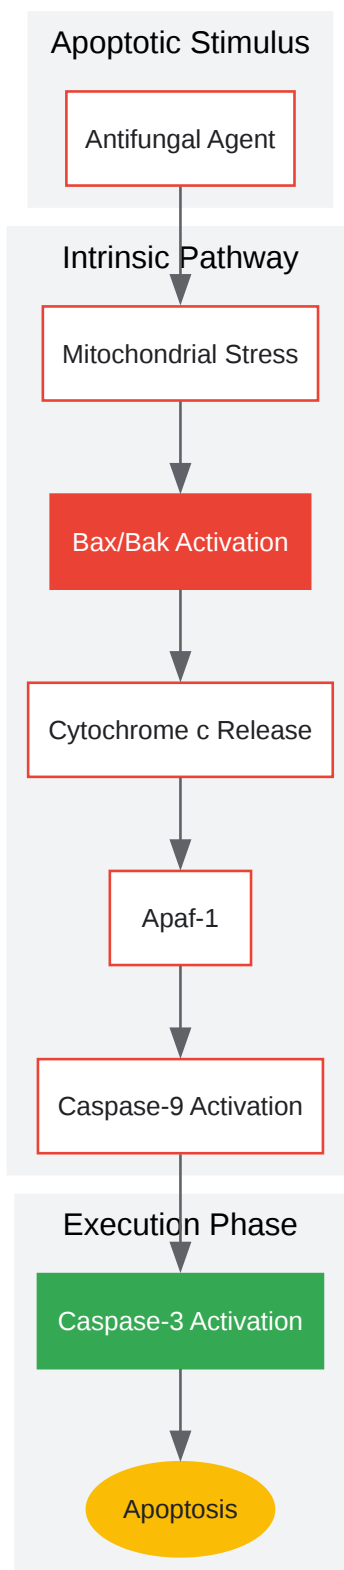 Apoptotic Stimulus
Antifungal Agent
Intrinsic Pathway
Mitochondrial Stress
Bax/Bak Activation
Cytochrome c Release
Apaf-1
Caspase-9 Activation
Execution Phase
Caspase-3 Activation
Apoptosis